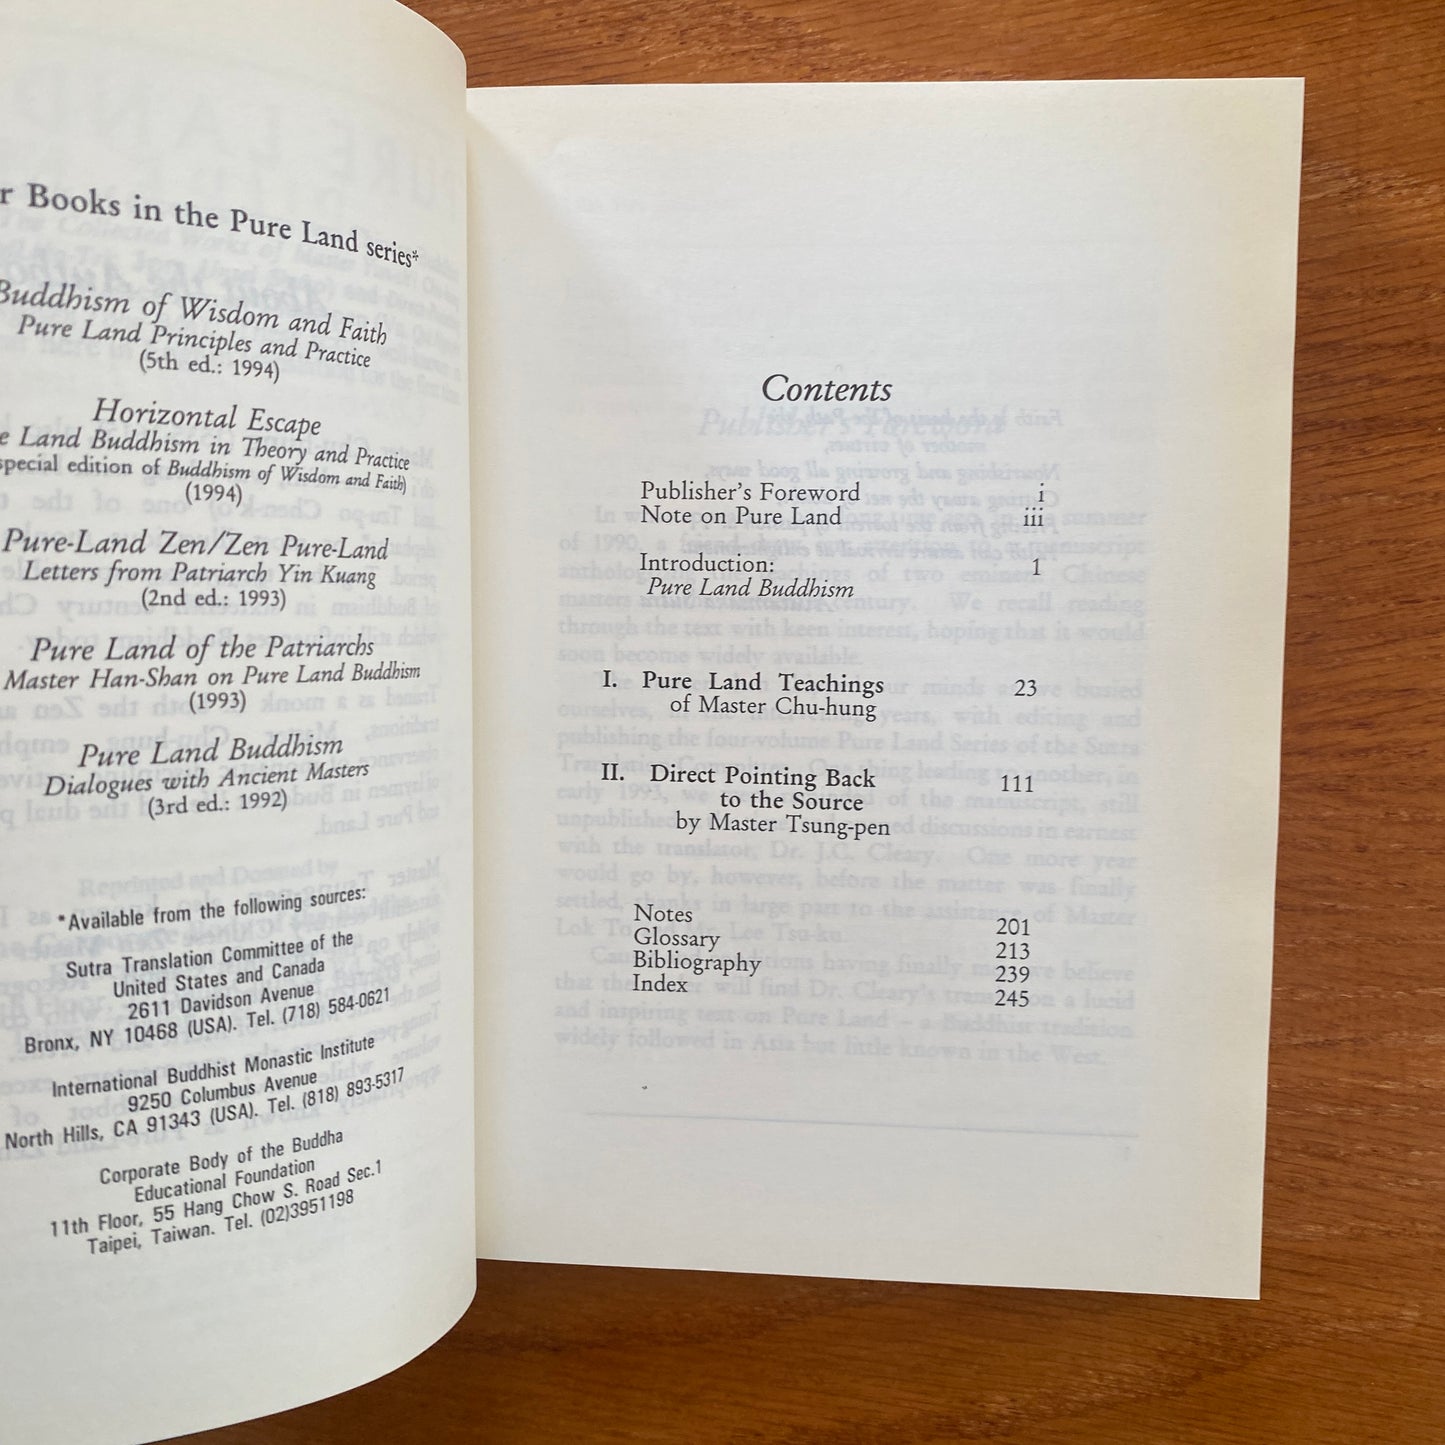 Books in the Pure Land series*
Buddhism of Wisdom and Faith
Pure Land Principles and Practice
(5th ed.: 1994)
Horizontal Escape
Land Buddhism in Theory and Practice
special edition of Buddhism of Wisdom and Faith)
(1994)
Pure-Land Zen/Zen Pure-Land
Letters from Patriarch Yin Kuang
(2nd ed.: 1993)
Pure Land of the Patriarchs
Master Han-Shan on Pure Land Buddhism
(1993)
Pure Land Buddhism
Dialogues with Ancient Masters
(3rd ed.: 1992)
*Available from the following sources:
Sutra Translation Committee of the
United States and Canada
2611 Davidson Avenue
Bronx, NY 10468 (USA). Tel. (718) 584-0621
International Buddhist Monastic Institute
9250 Columbus Avenue
North Hills, CA 91343 (USA). Tel. (818) 893-5317
Corporate Body of the Buddha
Educational Foundation
11th Floor, 55 Hang Chow S. Road Sec.1
Taipei, Taiwan. Tel. (02)3951198
Contents
Publisher's Foreword i
Note on Pure Land iii
Introduction: 1
Pure Land Buddhism
I. Pure Land Teachings 23
of Master Chu-hung
II. Direct Pointing Back 111
to the Source
by Master Tsung-pen
Notes 201
Glossary 213
Bibliography 239
Index 245